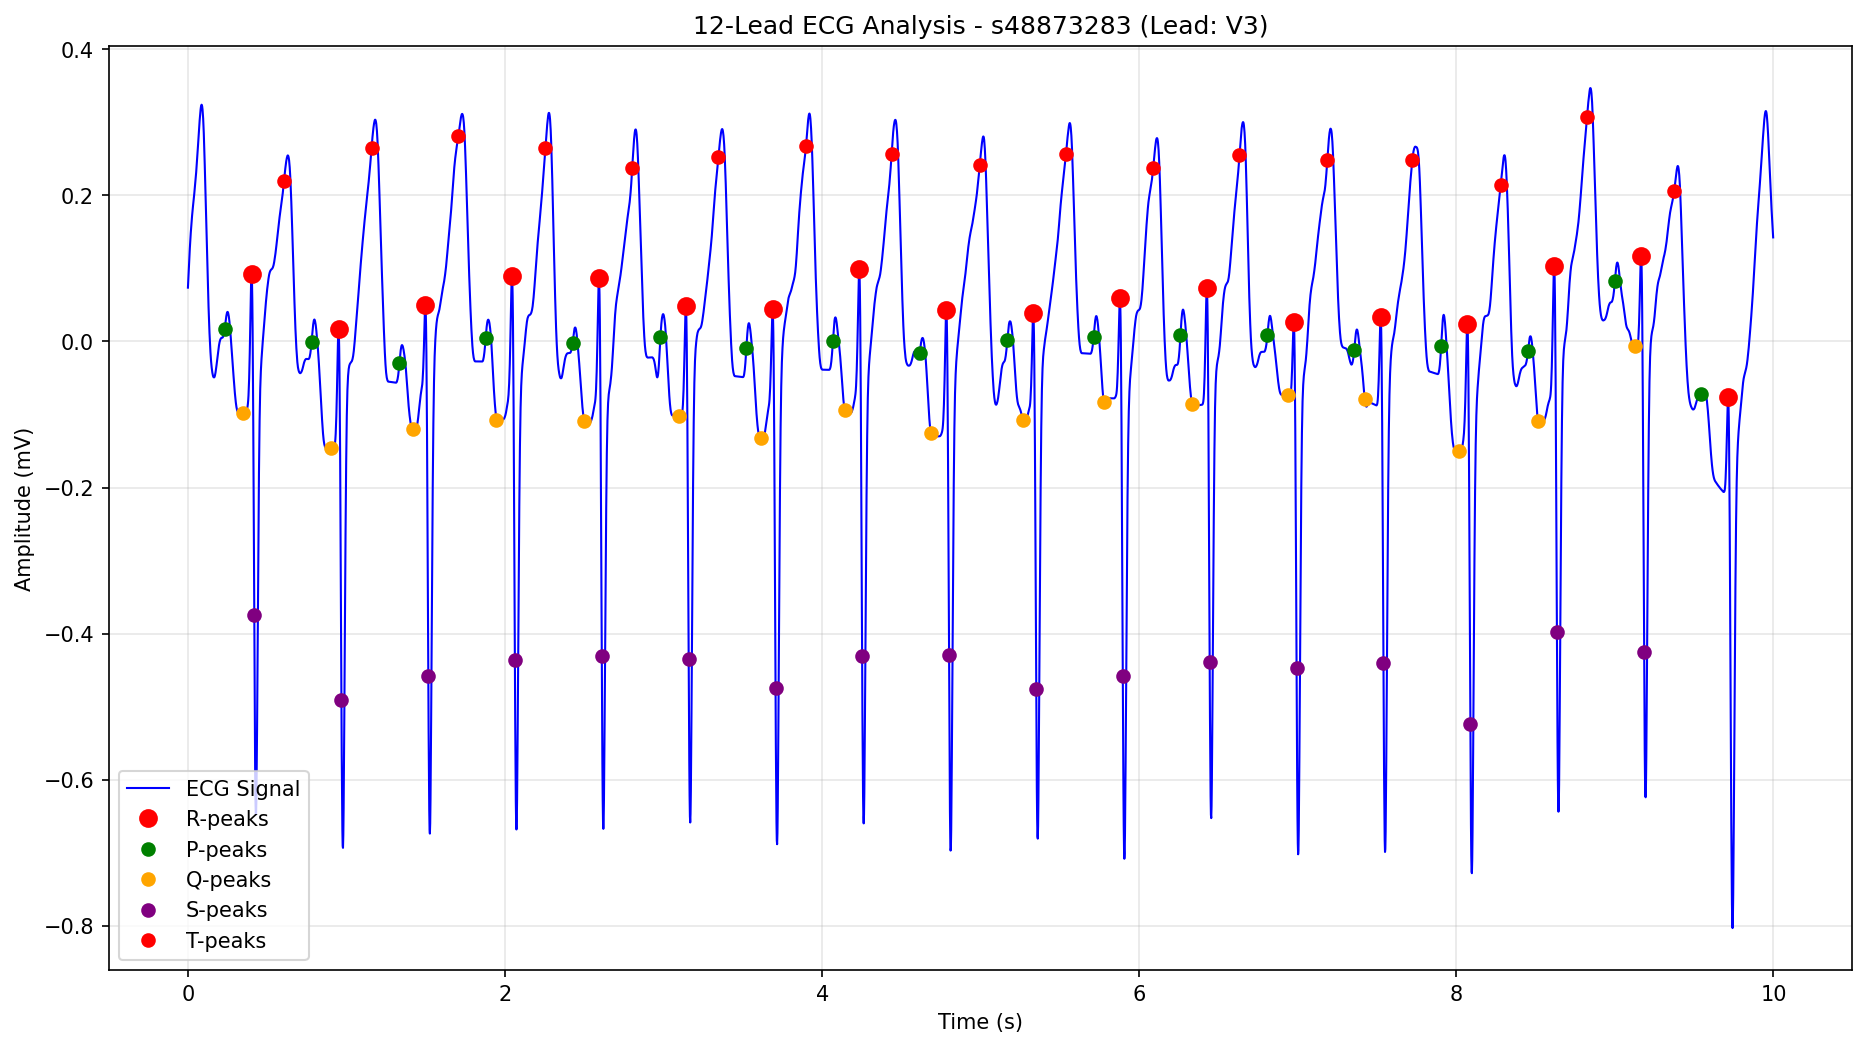 12-Lead ECG Analysis - s48873283 (Lead: V3)
Amplitude (mV)
0.4
0.2
0.0
−0.2
−0.4
−0.6
−0.8
ECG Signal
R-peaks
P-peaks
Q-peaks
S-peaks
T-peaks
0 2 4 6 8 10
Time (s)